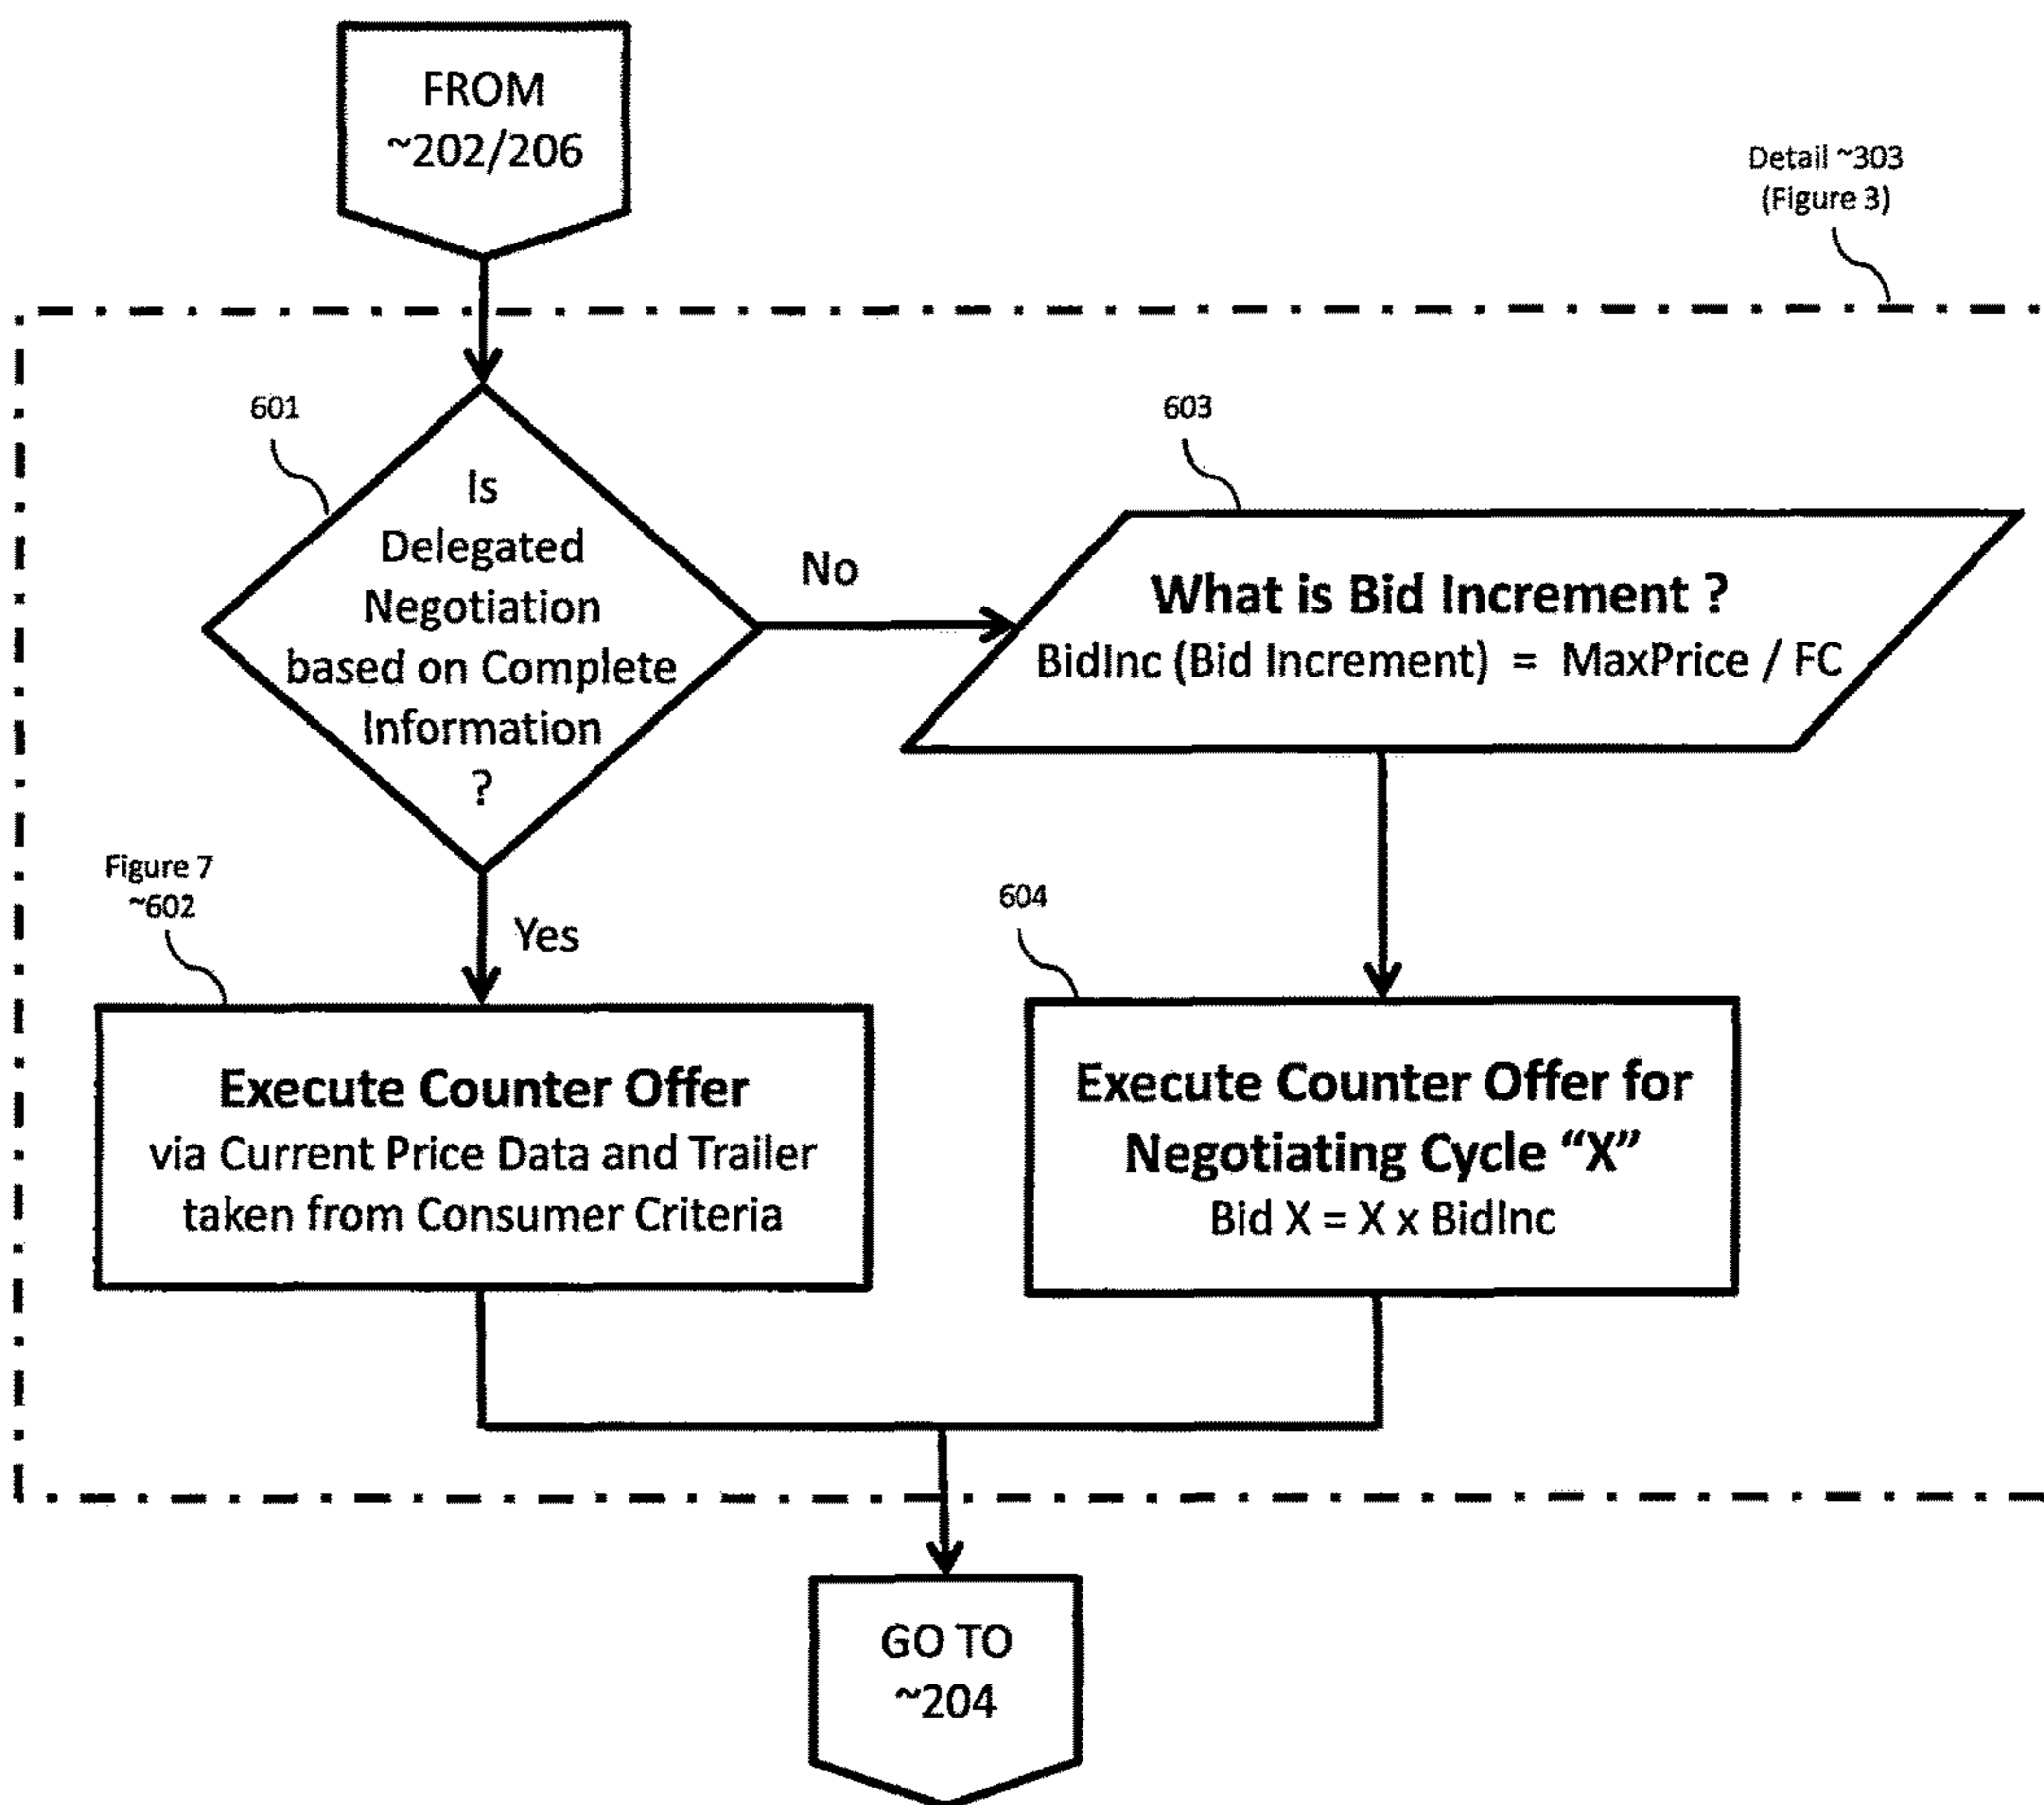 FROM
~202/206
Detail ~303
(Figure 3)
601
Is
Delegated
Negotiation
based on Complete
Information
?
No
603
What is Bid Increment ?
BidInc (Bid Increment) = MaxPrice / FC
Figure 7
~602
Yes
604
Execute Counter Offer
via Current Price Data and Trailer
taken from Consumer Criteria
Execute Counter Offer for
Negotiating Cycle “X”
Bid X = X x BidInc
GO TO
~204